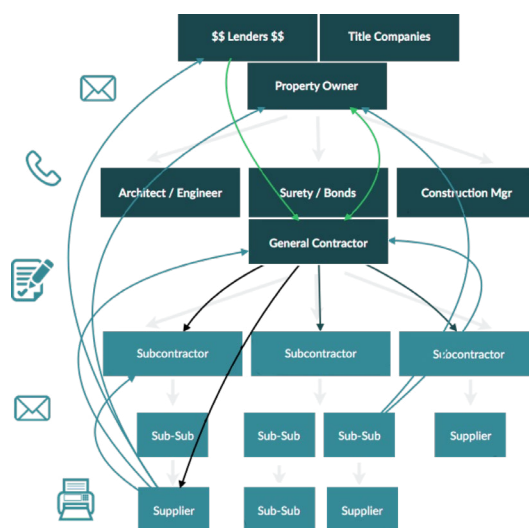 $$ Lenders $$
Title Companies
Property Owner
Architect / Engineer
Surety / Bonds
Construction Mgr
General Contractor
Subcontractor
Subcontractor
Subcontractor
Sub-Sub
Sub-Sub
Sub-Sub
Supplier
Supplier
Sub-Sub
Supplier